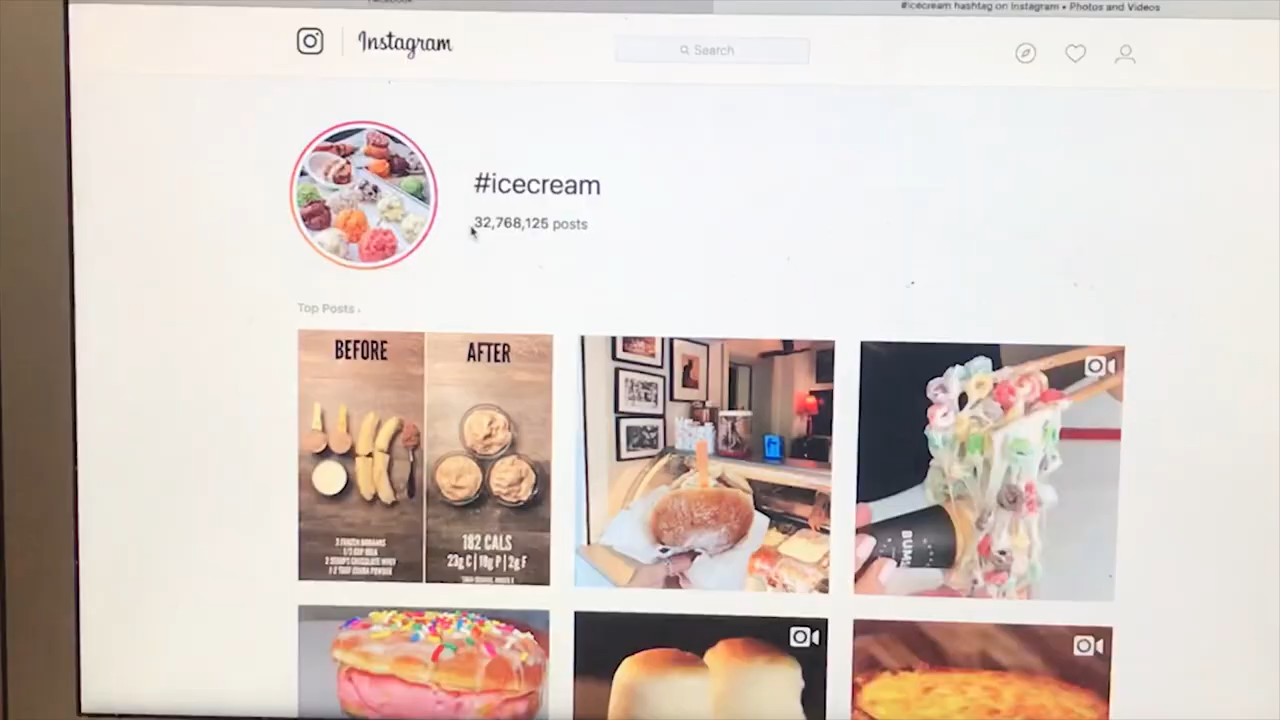 #icecream hashtag on Instagram • Photos and Videos
Instagram
Search
#icecream
32,768,125 posts
Top Posts
BEFORE
AFTER
182 CALS
BUM